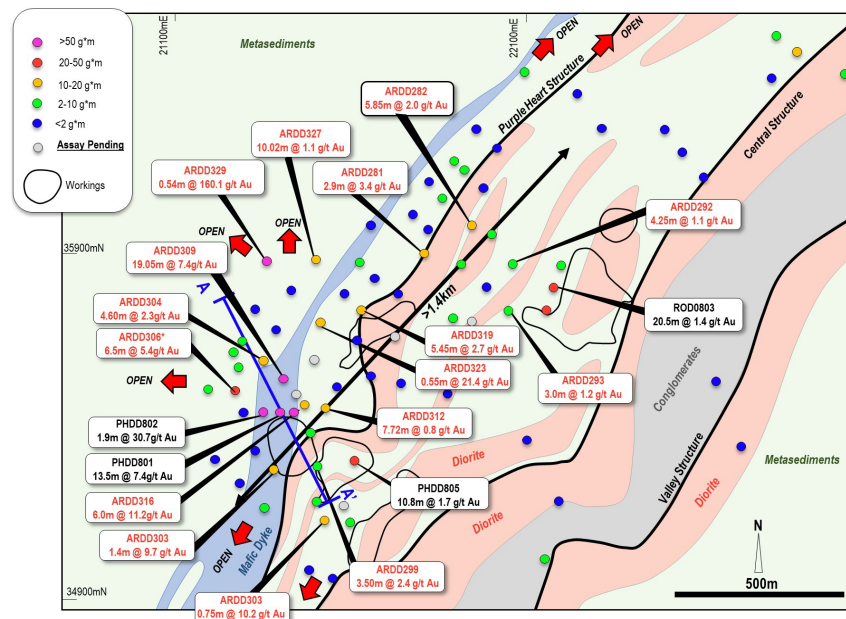 21100mE
22100mE
>50 g*m
20-50 g*m
10-20 g*m
2-10 g*m
<2 g*m
Assay Pending
Workings
Metasediments
OPEN
OPEN
Purple Heart Structure
Central Structure
ARDD282
5.85m @ 2.0 g/t Au
ARDD327
10.02m @ 1.1 g/t Au
ARDD329
0.54m @ 160.1 g/t Au
ARDD281
2.9m @ 3.4 g/t Au
ARDD292
4.25m @ 1.1 g/t Au
OPEN
OPEN
35900mN
ARDD309
19.05m @ 7.4g/t Au
A
>1.4km
ARDD304
4.60m @ 2.3g/t Au
ROD0803
20.5m @ 1.4 g/t Au
ARDD306*
6.5m @ 5.4g/t Au
ARDD319
5.45m @ 2.7 g/t Au
ARDD323
0.55m @ 21.4 g/t Au
ARDD293
3.0m @ 1.2 g/t Au
Conglomerates
OPEN
ARDD312
7.72m @ 0.8 g/t Au
PHDD802
1.9m @ 30.7g/t Au
PHDD801
13.5m @ 7.4g/t Au
Diorite
Valley Structure
Metasediments
PHDD805
10.8m @ 1.7 g/t Au
ARDD316
6.0m @ 11.2g/t Au
A'
Diorite
Diorite
ARDD303
1.4m @ 9.7 g/t Au
Mafic Dyke
OPEN
N
ARDD299
3.50m @ 2.4 g/t Au
500m
34900mN
ARDD303
0.75m @ 10.2 g/t Au
OPEN